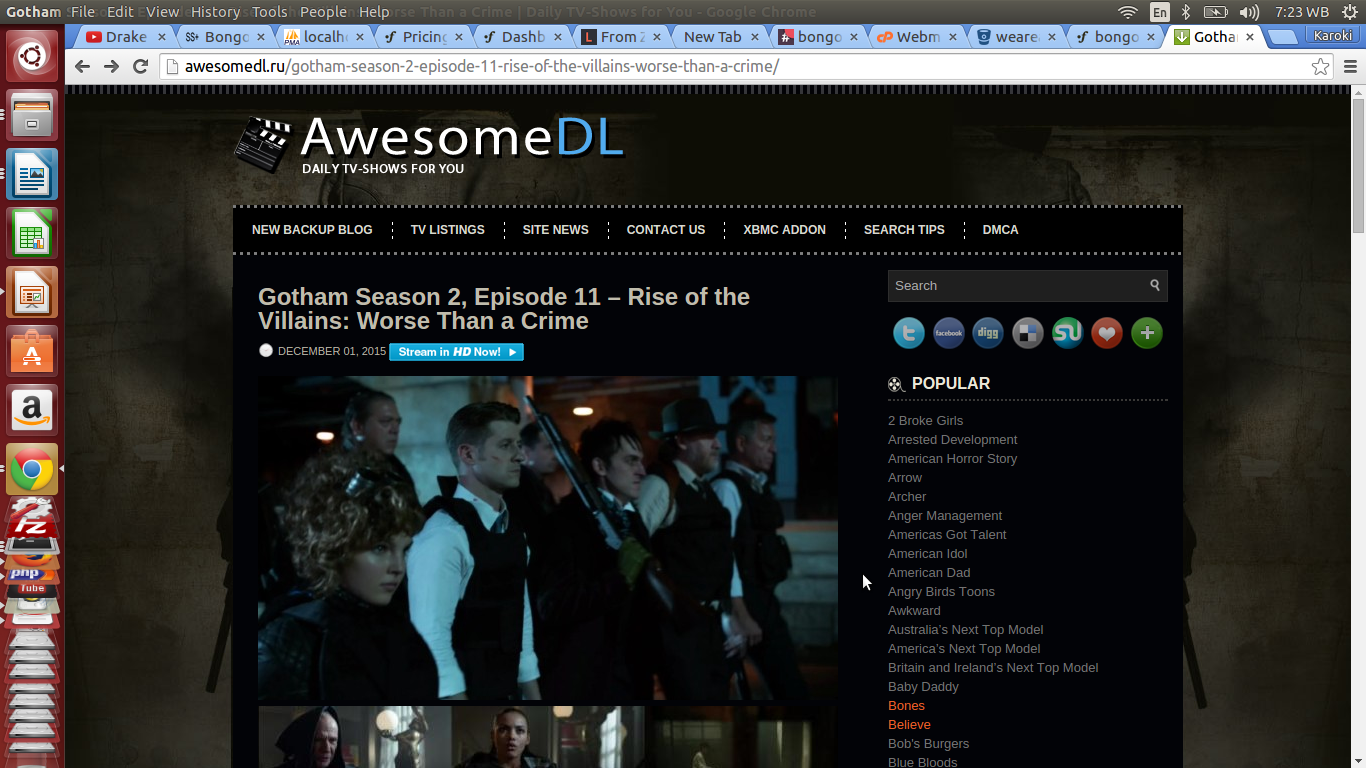 Gotham File Edit View History Tools People Help Worse Than a Crime | Daily TV-Shows for You - Google Chrome
En 7:23 WB
Drake SS+ Bongo PMA localh Pricing Dashb L From Z New Tab bongo cP Webm weare bongo Gotha Karoki
awesomedl.ru/gotham-season-2-episode-11-rise-of-the-villains-worse-than-a-crime/
AwesomeDL
DAILY TV-SHOWS FOR YOU
NEW BACKUP BLOG TV LISTINGS SITE NEWS CONTACT US XBMC ADDON SEARCH TIPS DMCA
Gotham Season 2, Episode 11 – Rise of the
Villains: Worse Than a Crime
DECEMBER 01, 2015 Stream in HD Now!
Search
facebook digg
POPULAR
2 Broke Girls
Arrested Development
American Horror Story
Arrow
Archer
Anger Management
Americas Got Talent
American Idol
American Dad
Angry Birds Toons
Awkward
Australia's Next Top Model
America's Next Top Model
Britain and Ireland's Next Top Model
Baby Daddy
Bones
Believe
Bob's Burgers
Blue Bloods
php
Tube